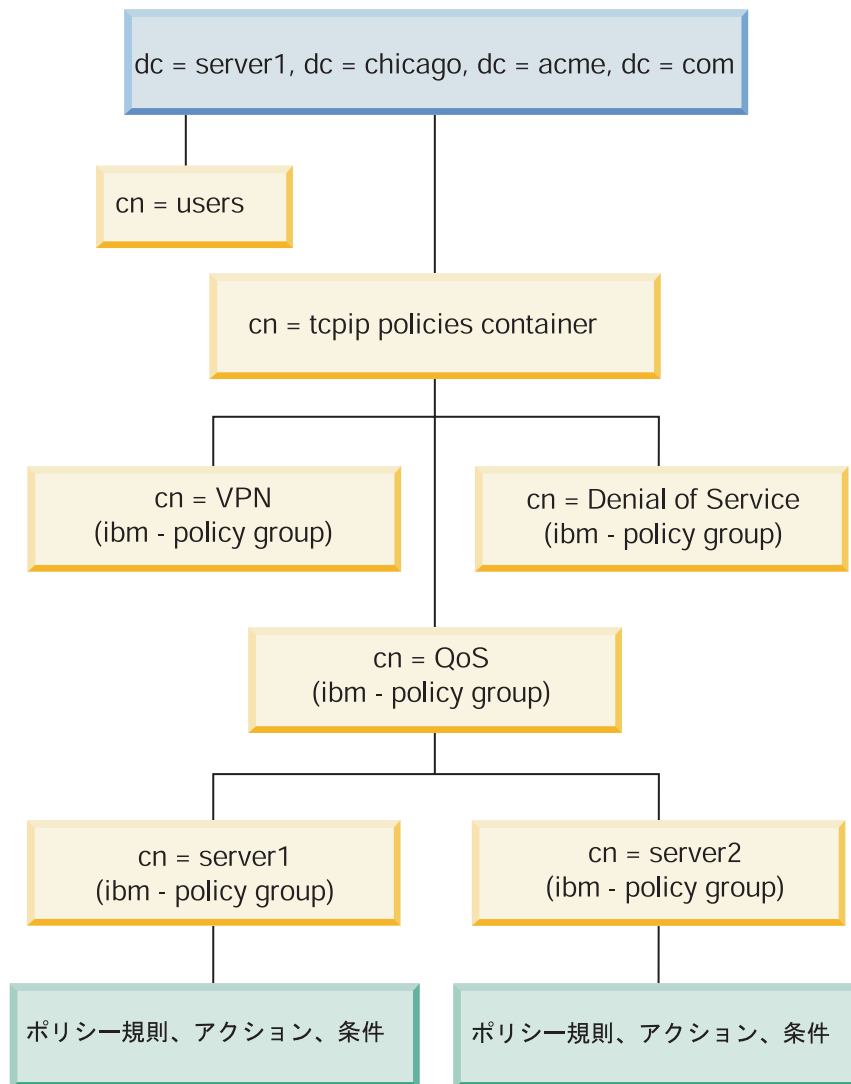 dc = server1, dc = chicago, dc = acme, dc = com
cn = users
cn = tcpip policies container
cn = VPN
(ibm - policy group)
cn = Denial of Service
(ibm - policy group)
cn = QoS
(ibm - policy group)
cn = server1
(ibm - policy group)
cn = server2
(ibm - policy group)
ポリシー規則、アクション、条件
ポリシー規則、アクション、条件